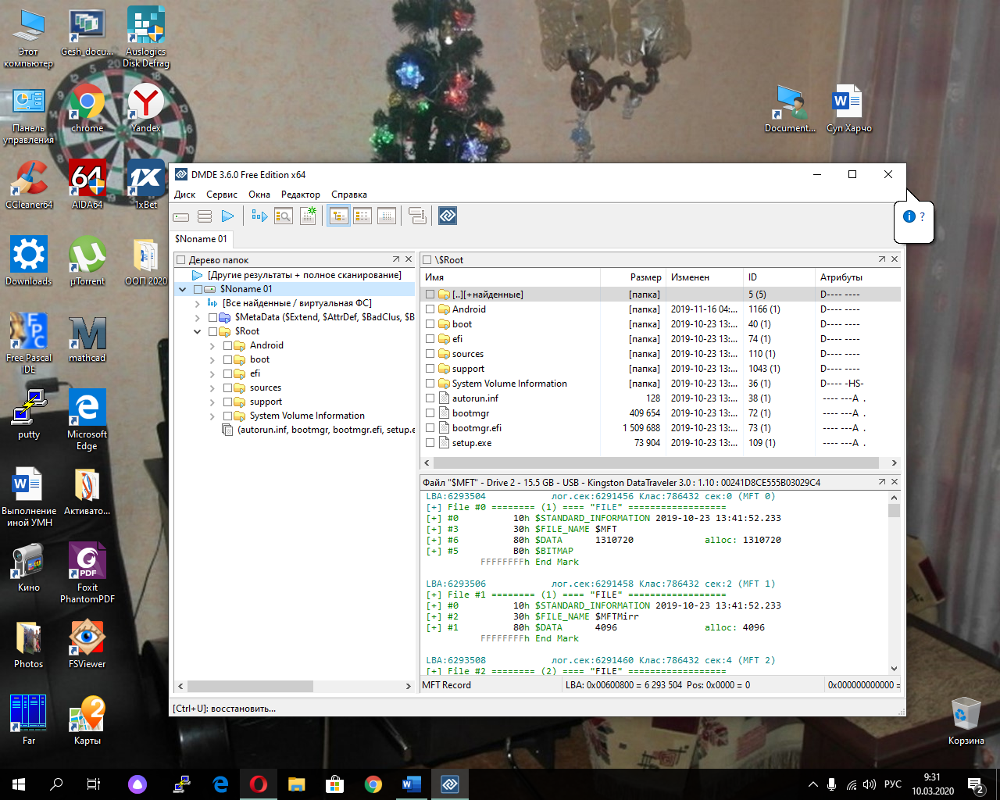 Этот
компьютер
Gesh_docu...
Auslogics
Disk Defrag
Панель
управления
chrome
Yandex
CCleaner64
AIDA64
1xBet
Downloads
µTorrent
ООП 2020
Free Pascal
IDE
mathcad
putty
Microsoft
Edge
Выполнение
иной УМН
Активато...
Кино
Foxit
PhantomPDF
Photos
FSViewer
Far
Карты
Document...
Суп Харчо
Корзина
DMDE 3.6.0 Free Edition x64
Диск Сервис Окна Редактор Справка
$Noname 01
Дерево папок
[Другие результаты + полное сканирование]
$Noname 01
[Все найденные / виртуальная ФС]
$MetaData ($Extend, $AttrDef, $BadClus, $B
$Root
Android
boot
efi
sources
support
System Volume Information
(autorun.inf, bootmgr, bootmgr.efi, setup.e
\$Root
Имя Размер Изменен ID Атрибуты
[..][+найденные] [папка] 5 (5) D---- ----
Android [папка] 2019-11-16 04:... 1166 (1) D---- ----
boot [папка] 2019-10-23 13:... 40 (1) D---- ----
efi [папка] 2019-10-23 13:... 74 (1) D---- ----
sources [папка] 2019-10-23 13:... 110 (1) D---- ----
support [папка] 2019-10-23 13:... 1043 (1) D---- ----
System Volume Information [папка] 2019-10-23 13:... 36 (1) D---- -HS-
autorun.inf 128 2019-10-23 13:... 38 (1) ---- ---A .
bootmgr 409 654 2019-10-23 13:... 72 (1) ---- ---A .
bootmgr.efi 1 509 688 2019-10-23 13:... 73 (1) ---- ---A .
setup.exe 73 904 2019-10-23 13:... 109 (1) ---- ---A .
Файл "$MFT" - Drive 2 - 15.5 GB - USB - Kingston DataTraveler 3.0 : 1.10 : 00241D8CE555B03029C4
LBA:6293504 лог.сек:6291456 Клас:786432 сек:0 (MFT 0)
[+] File #0 ======== (1) ==== "FILE" ==================
[+] #0 10h $STANDARD_INFORMATION 2019-10-23 13:41:52.233
[+] #3 30h $FILE_NAME $MFT
[+] #6 80h $DATA 1310720 alloc: 1310720
[+] #5 B0h $BITMAP
FFFFFFFFh End Mark
LBA:6293506 лог.сек:6291458 Клас:786432 сек:2 (MFT 1)
[+] File #1 ======== (1) ==== "FILE" ==================
[+] #0 10h $STANDARD_INFORMATION 2019-10-23 13:41:52.233
[+] #2 30h $FILE_NAME $MFTMirr
[+] #1 80h $DATA 4096 alloc: 4096
FFFFFFFFh End Mark
LBA:6293508 лог.сек:6291460 Клас:786432 сек:4 (MFT 2)
[+] File #2 ======== (2) ==== "FILE" ==================
MFT Record LBA: 0x00600800 = 6 293 504 Pos: 0x0000 = 0 0x000000000000 =
[Ctrl+U]: восстановить...
?
РУС
9:31
10.03.2020
2